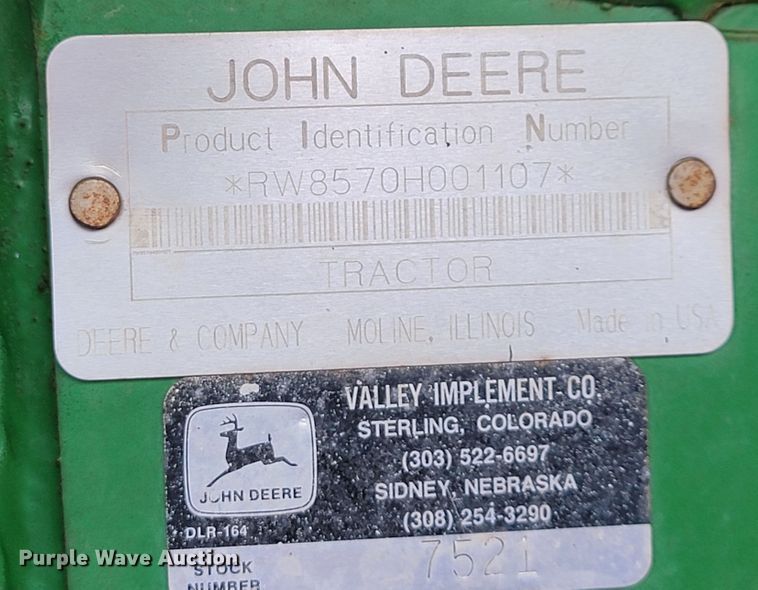 JOHN DEERE
Product Identification Number
*RW8570H001107*
TRACTOR
DEERE & COMPANY MOLINE, ILLINOIS Made in USA
VALLEY IMPLEMENT CO.
STERLING, COLORADO
(303) 522-6697
SIDNEY, NEBRASKA
(308) 254-3290
JOHN DEERE
DLR-164
7521
STOCK
NUMBER
Purple Wave Auction